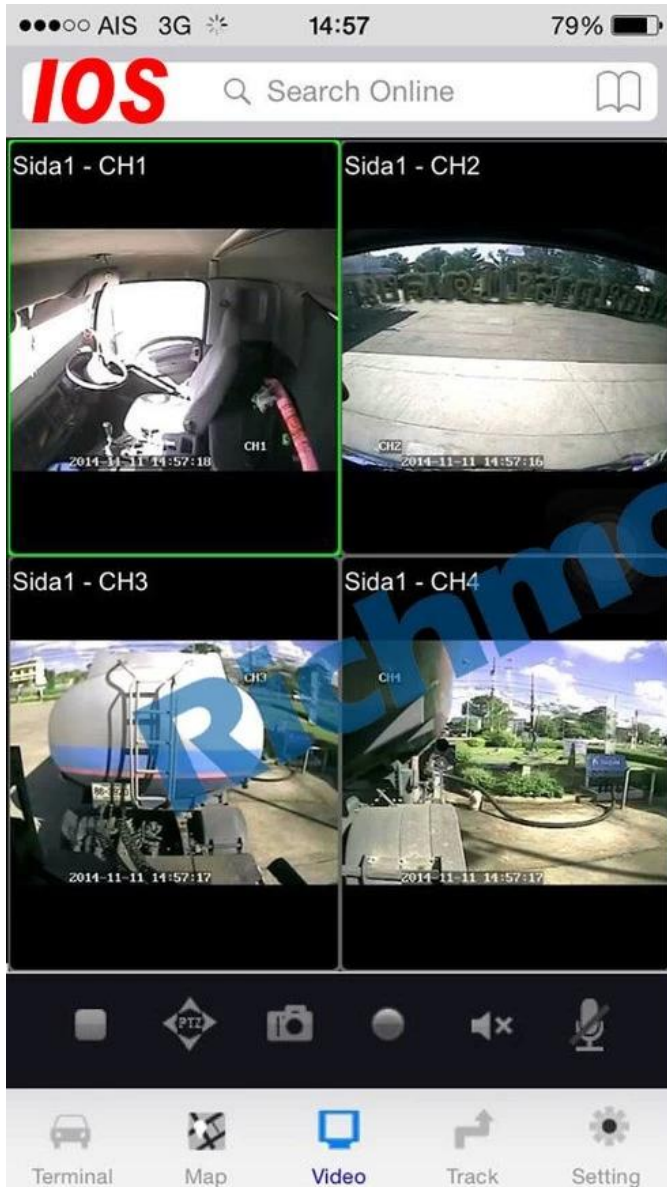 AIS 3G 14:57 79%
IOS
Search Online
Sida1 - CH1
Sida1 - CH2
CH1
2014-11-11 14:57:18
CH2
2014-11-11 14:57:16
Sida1 - CH3
Sida1 - CH4
CH3
2014-11-11 14:57:17
CH4
2014-11-11 14:57:17
Richmo
PTZ
Terminal Map Video Track Setting